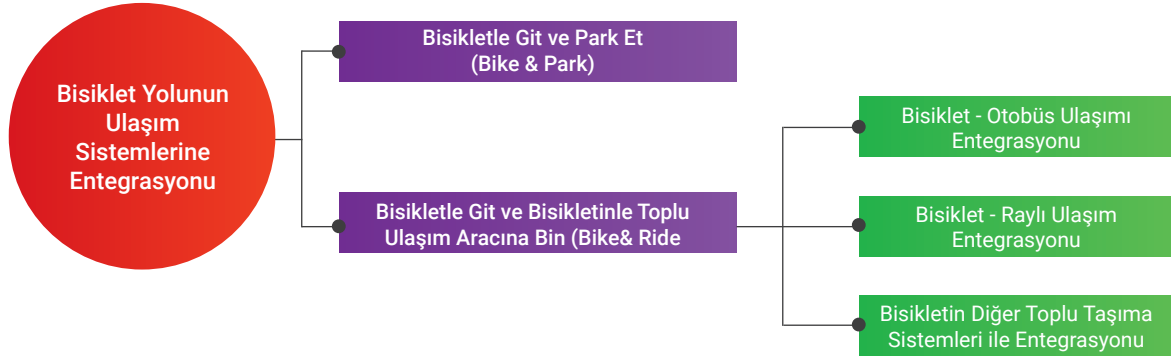 Bisiklet Yolunun
Ulaşım
Sistemlerine
Entegrasyonu
Bisikletle Git ve Park Et
(Bike & Park)
Bisikletle Git ve Bisikletinle Toplu
Ulaşım Aracına Bin (Bike& Ride
Bisiklet - Otobüs Ulaşımı
Entegrasyonu
Bisiklet - Raylı Ulaşım
Entegrasyonu
Bisikletin Diğer Toplu Taşıma
Sistemleri ile Entegrasyonu